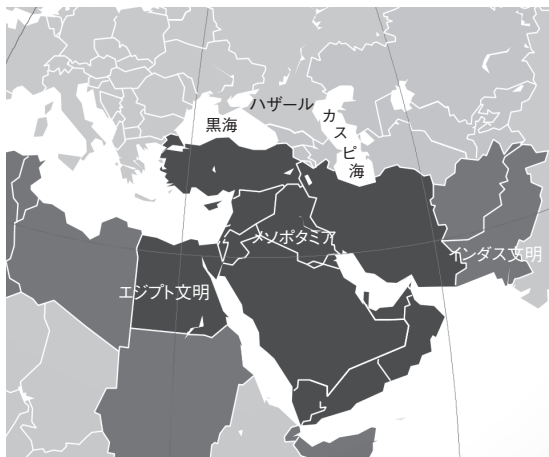 ハザール
黒海
カスピ海
メソポタミア
インダス文明
エジプト文明